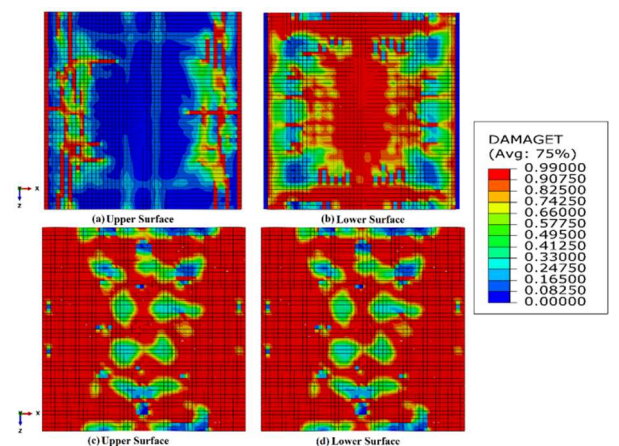 (a) Upper Surface
(b) Lower Surface
DAMAGET
(Avg: 75%)
0.99000
0.90750
0.82500
0.74250
0.66000
0.57750
0.49500
0.41250
0.33000
0.24750
0.16500
0.08250
0.00000
X
Z
(c) Upper Surface
(d) Lower Surface
X
Z